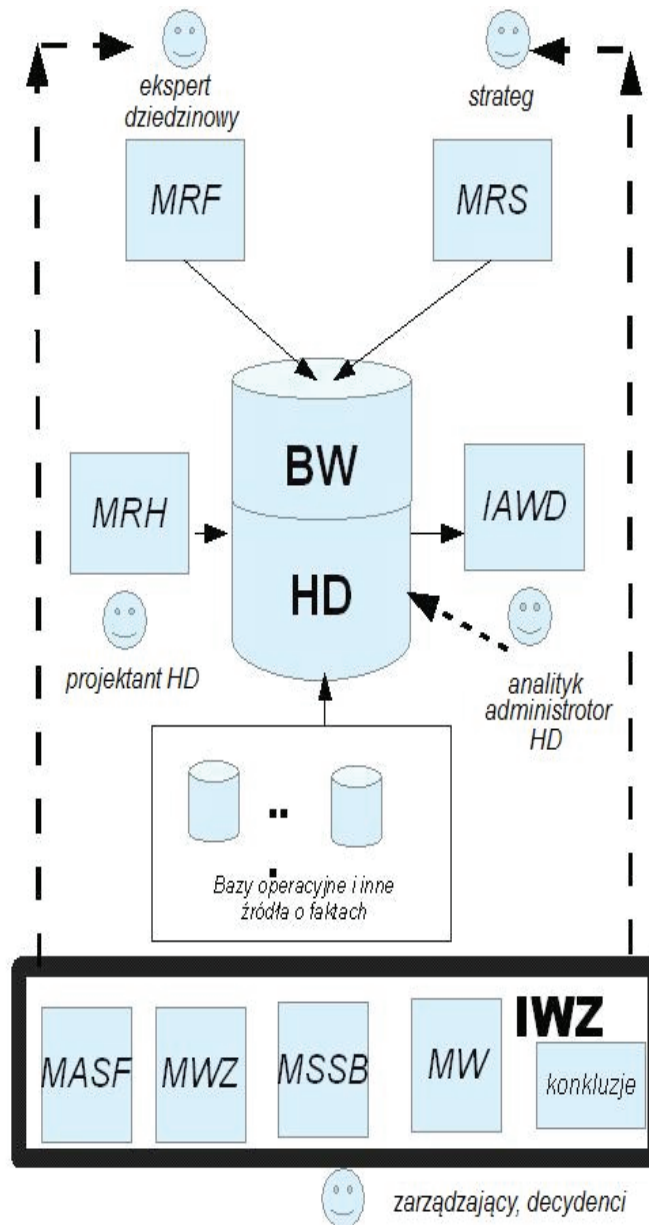 ekspert
dziedzinowy
strateg
MRF
MRS
BW
MRH
IAWD
HD
projektant HD
analityk
administrotor
HD
...
Bazy operacyjne i inne
źródła o faktach
IWZ
MASF
MWZ
MSSB
MW
konkluzje
zarządzający, decydenci